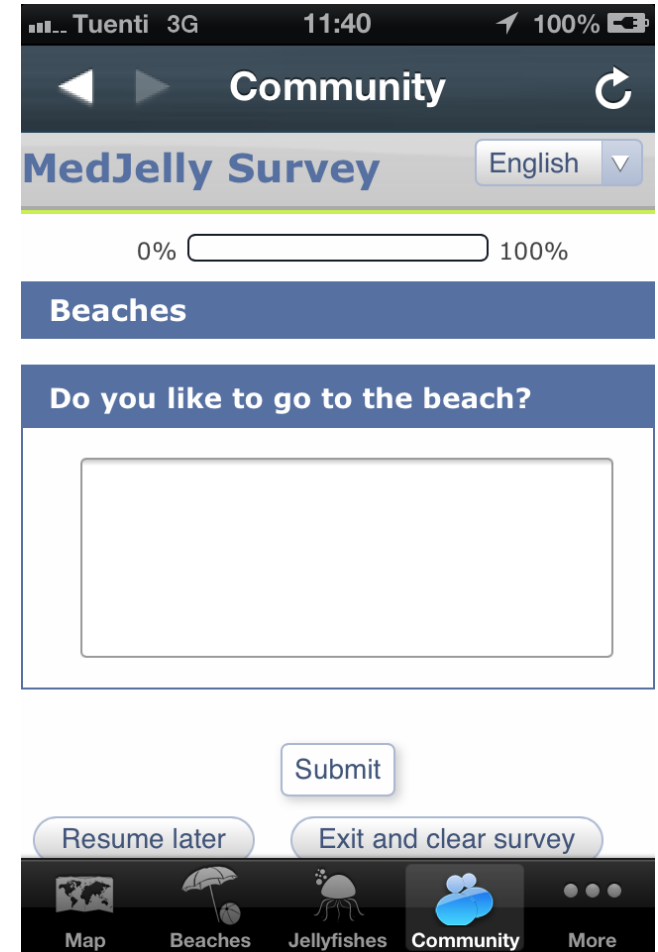 Tuenti 3G 11:40 100%
Community
MedJelly Survey English
0% 100%
Beaches
Do you like to go to the beach?
Submit
Resume later Exit and clear survey
Map Beaches Jellyfishes Community More